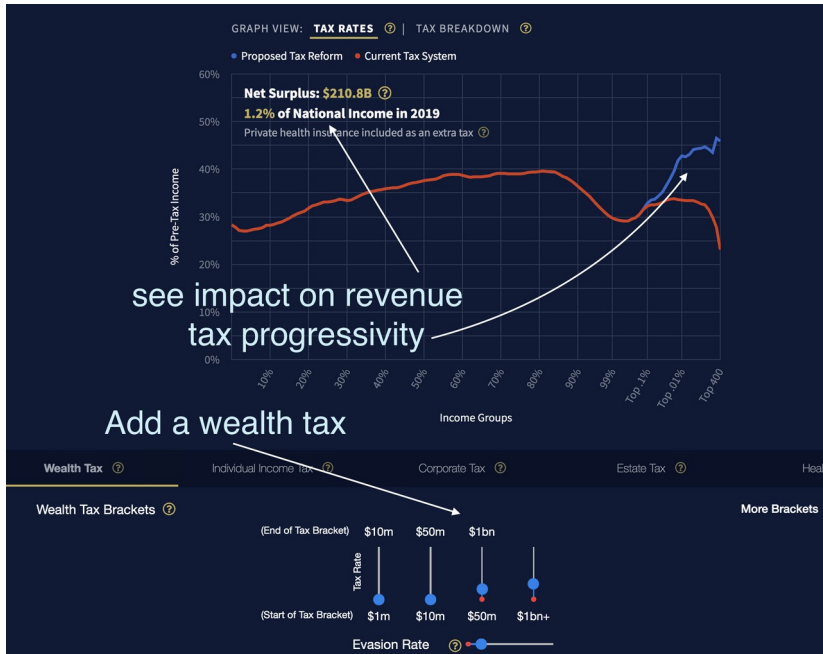 GRAPH VIEW: TAX RATES ? | TAX BREAKDOWN ?
Proposed Tax Reform Current Tax System
60%
Net Surplus: $210.8B ?
1.2% of National Income in 2019
Private health insurance included as an extra tax ?
50%
40%
30%
20%
10%
0%
% of Pre-Tax Income
see impact on revenue
tax progressivity
10% 20% 30% 40% 50% 60% 70% 80% 90% 99% Top .1% Top .01% Top 400
Income Groups
Add a wealth tax
Wealth Tax ? Individual Income Tax ? Corporate Tax ? Estate Tax ? Heal
Wealth Tax Brackets ? More Brackets
(End of Tax Bracket) $10m $50m $1bn
Tax Rate
(Start of Tax Bracket) $1m $10m $50m $1bn+
Evasion Rate ?